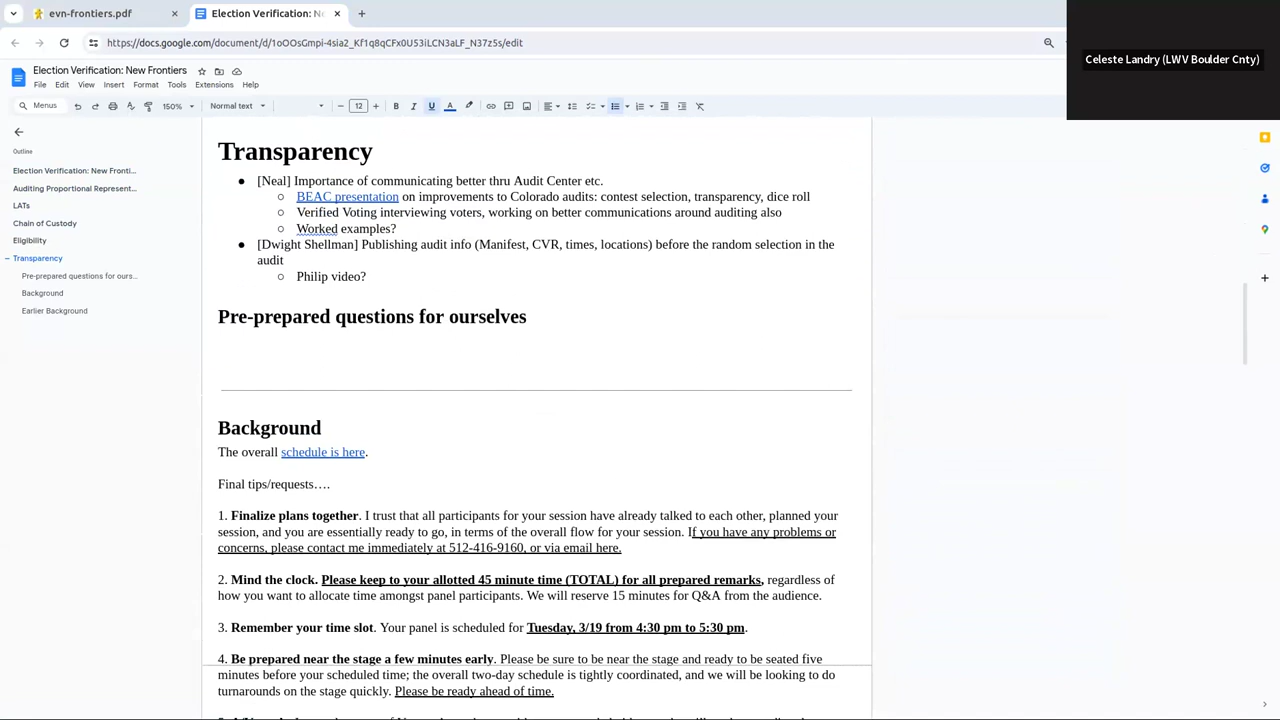 evn-frontiers.pdf
Election Verification: New Fr
https://docs.google.com/document/d/1oOOsGmpi-4sia2_Kf1q8qCFx0U53iLCN3aLF_N37z5s/edit
Celeste Landry (LWV Boulder Cnty)
Election Verification: New Frontiers
File Edit View Insert Format Tools Extensions Help
Menus 150% Normal text 12 B I U A
Outline
Election Verification: New Fronti...
Auditing Proportional Represent...
LATs
Chain of Custody
Eligibility
Transparency
Pre-prepared questions for ours...
Background
Earlier Background
Transparency
● [Neal] Importance of communicating better thru Audit Center etc.
○ BEAC presentation on improvements to Colorado audits: contest selection, transparency, dice roll
○ Verified Voting interviewing voters, working on better communications around auditing also
○ Worked examples?
● [Dwight Shellman] Publishing audit info (Manifest, CVR, times, locations) before the random selection in the
audit
○ Philip video?
Pre-prepared questions for ourselves
Background
The overall schedule is here.
Final tips/requests….
1. Finalize plans together. I trust that all participants for your session have already talked to each other, planned your
session, and you are essentially ready to go, in terms of the overall flow for your session. If you have any problems or
concerns, please contact me immediately at 512-416-9160, or via email here.
2. Mind the clock. Please keep to your allotted 45 minute time (TOTAL) for all prepared remarks, regardless of
how you want to allocate time amongst panel participants. We will reserve 15 minutes for Q&A from the audience.
3. Remember your time slot. Your panel is scheduled for Tuesday, 3/19 from 4:30 pm to 5:30 pm.
4. Be prepared near the stage a few minutes early. Please be sure to be near the stage and ready to be seated five
minutes before your scheduled time; the overall two-day schedule is tightly coordinated, and we will be looking to do
turnarounds on the stage quickly. Please be ready ahead of time.